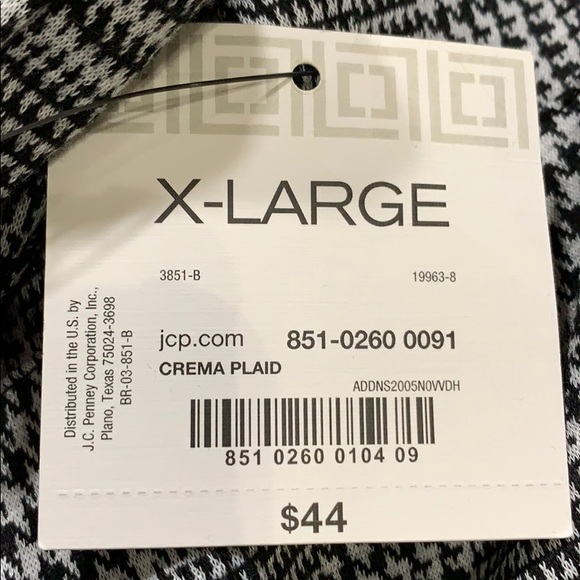 X-LARGE
3851-B 19963-8
Distributed in the U.S. by
J.C. Penney Corporation, Inc.,
Plano, Texas 75024-3698
BR-03-851-B
jcp.com 851-0260 0091
CREMA PLAID
ADDNS2005N0VVDH
851 0260 0104 09
$44